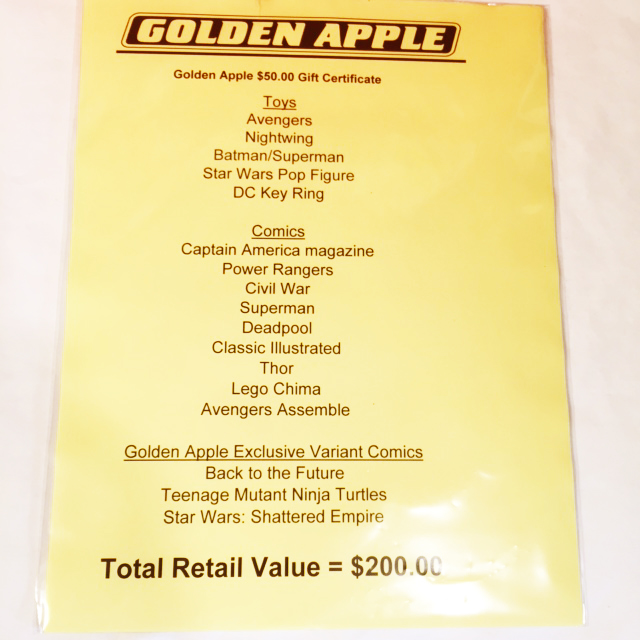 GOLDEN APPLE
Golden Apple $50.00 Gift Certificate
Toys
Avengers
Nightwing
Batman/Superman
Star Wars Pop Figure
DC Key Ring
Comics
Captain America magazine
Power Rangers
Civil War
Superman
Deadpool
Classic Illustrated
Thor
Lego Chima
Avengers Assemble
Golden Apple Exclusive Variant Comics
Back to the Future
Teenage Mutant Ninja Turtles
Star Wars: Shattered Empire
Total Retail Value = $200.00